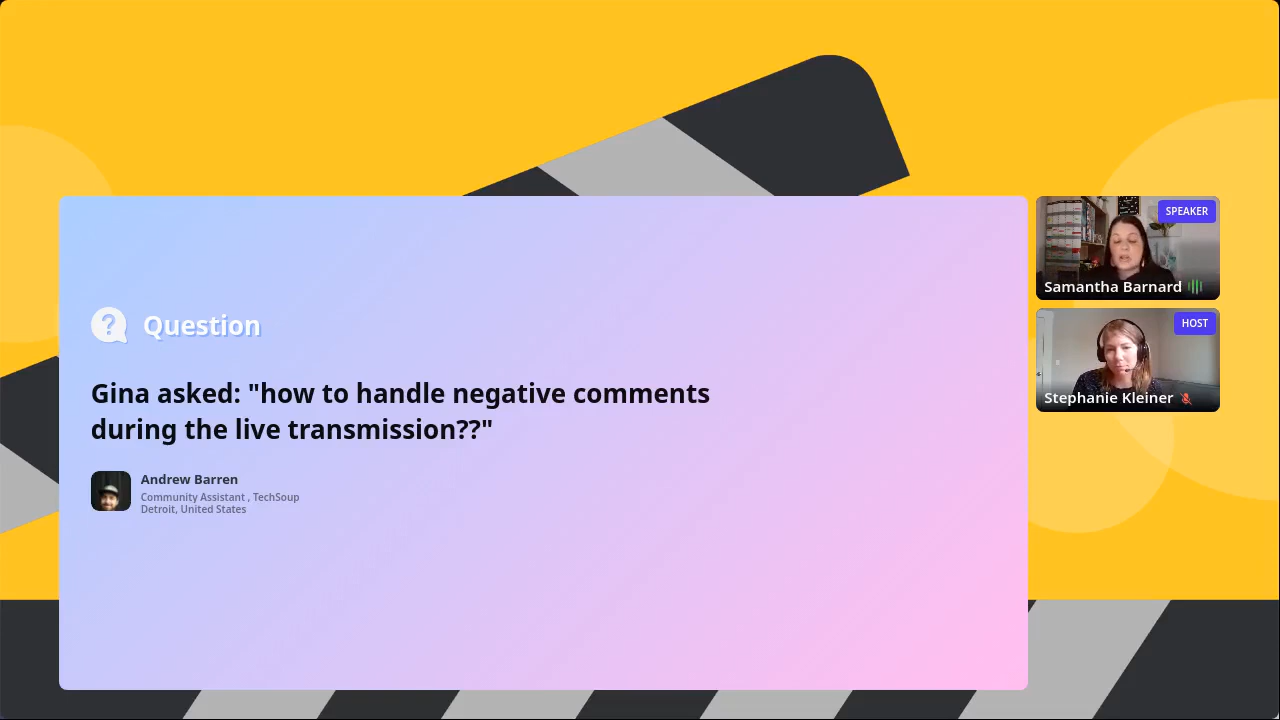 Question
Gina asked: "how to handle negative comments
during the live transmission??"
Andrew Barren
Community Assistant , TechSoup
Detroit, United States
SPEAKER
Samantha Barnard
HOST
Stephanie Kleiner